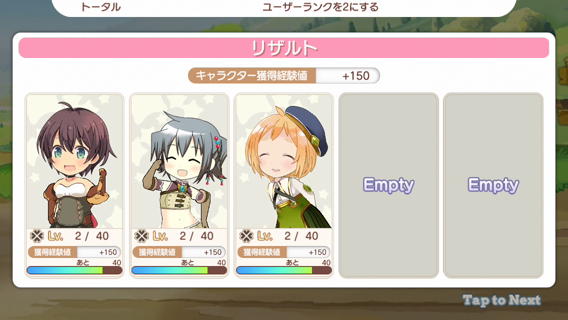 トータル ユーザーランクを2にする
リザルト
キャラクター獲得経験値 +150
Lv. 2 / 40 Lv. 2 / 40 Lv. 2 / 40 Empty Empty
獲得経験値 +150 獲得経験値 +150 獲得経験値 +150
あと 40 あと 40 あと 40
Tap to Next